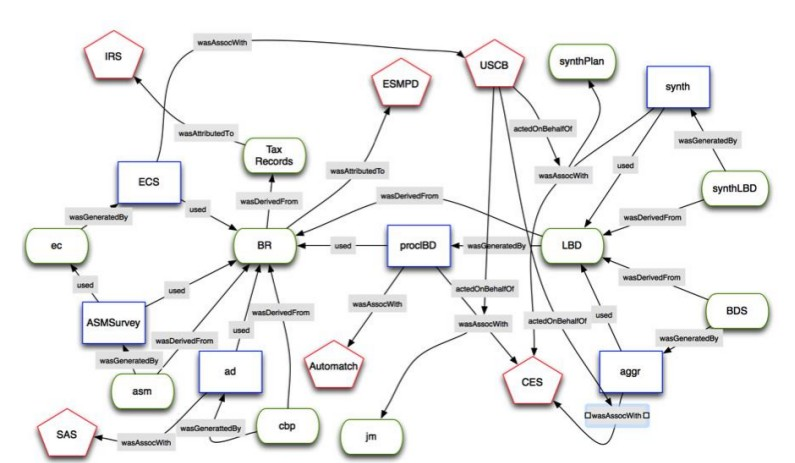 IRS
wasAssocWith
USCB
synthPlan
ESMPD
synth
wasAttributedTo
actedOnBehalfOf
wasGeneratedBy
Tax
Records
used
ECS
wasAttributedTo
wasAssocWith
synthLBD
wasDerivedFrom
wasDerivedFrom
wasGeneratedBy
used
wasDerivedFrom
ec
BR
used
procIBD
wasGeneratedBy
LBD
wasDerivedFrom
used
used
actedOnBehalfOf
wasAssocWith
BDS
ASMSurvey
wasDerivedFrom
used
wasAssocWith
actedOnBehalfOf
used
wasDerivedFrom
wasGeneratedBy
wasGeneratedBy
ad
Automatch
CES
aggr
asm
wasAssocWith
SAS
wasAssocWith
wasGenerattedBy
cbp
jm